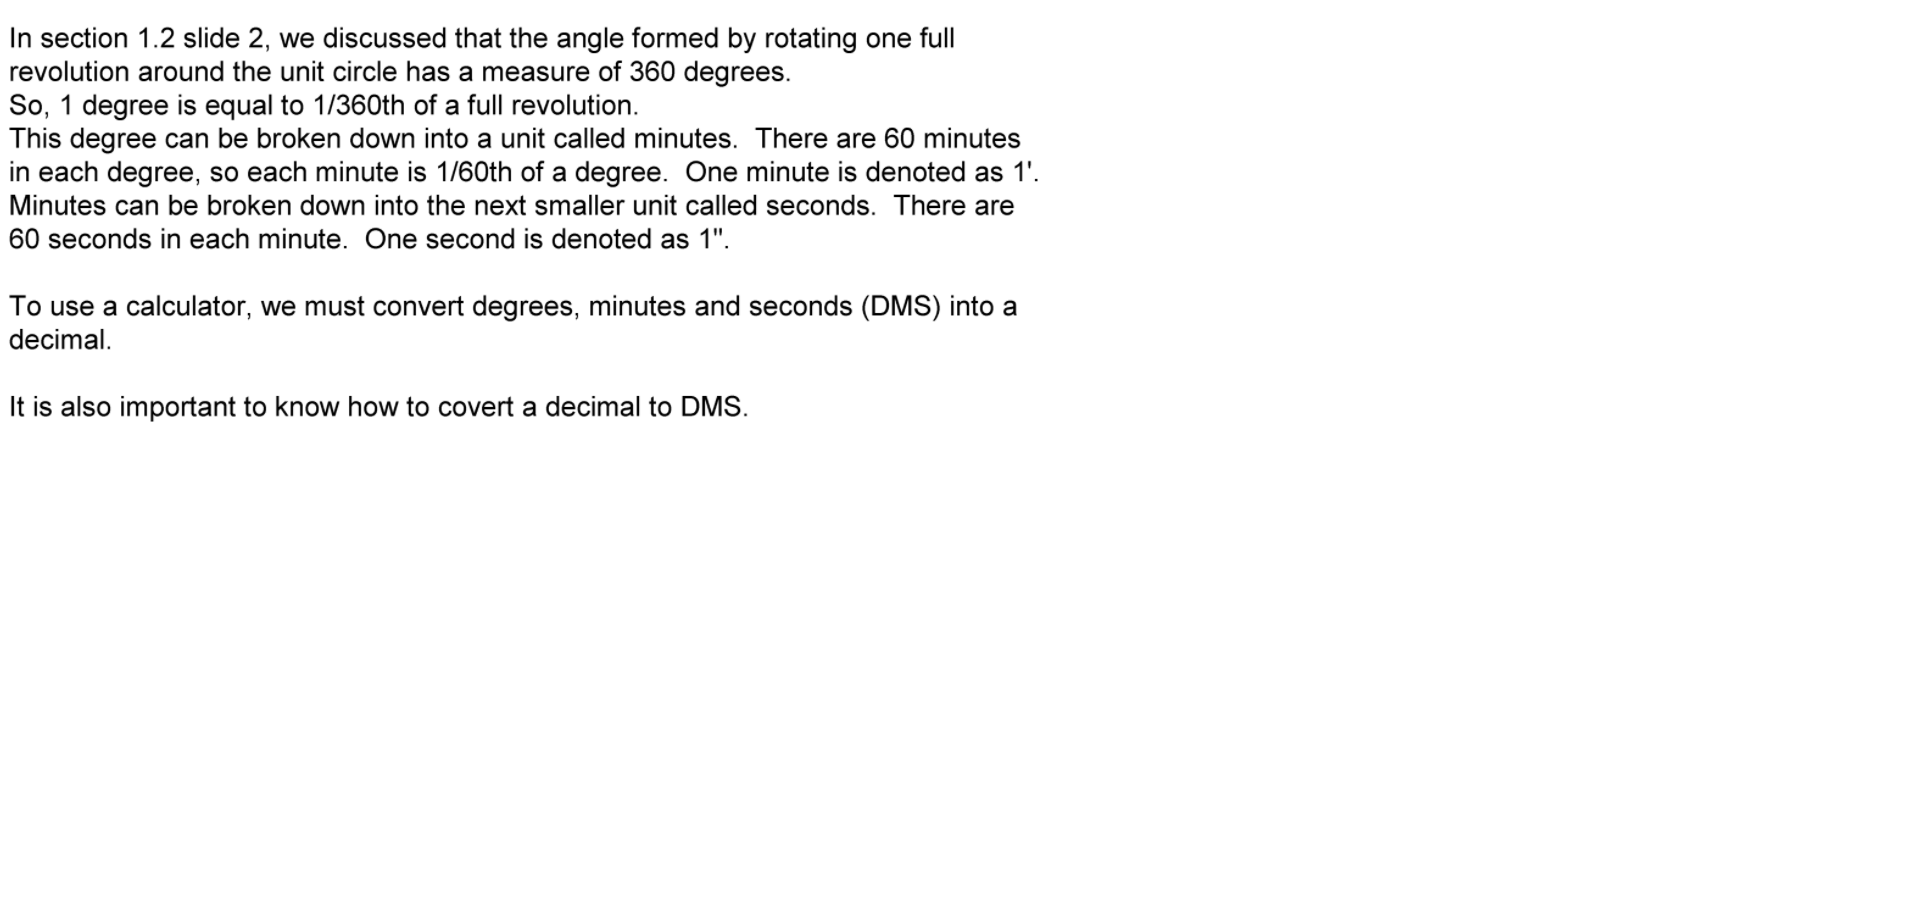 In section 1.2 slide 2, we discussed that the angle formed by rotating one full
revolution around the unit circle has a measure of 360 degrees.
So, 1 degree is equal to 1/360th of a full revolution.
This degree can be broken down into a unit called minutes.  There are 60 minutes
in each degree, so each minute is 1/60th of a degree.  One minute is denoted as 1'.
Minutes can be broken down into the next smaller unit called seconds.  There are
60 seconds in each minute.  One second is denoted as 1".
To use a calculator, we must convert degrees, minutes and seconds (DMS) into a
decimal.
It is also important to know how to covert a decimal to DMS.